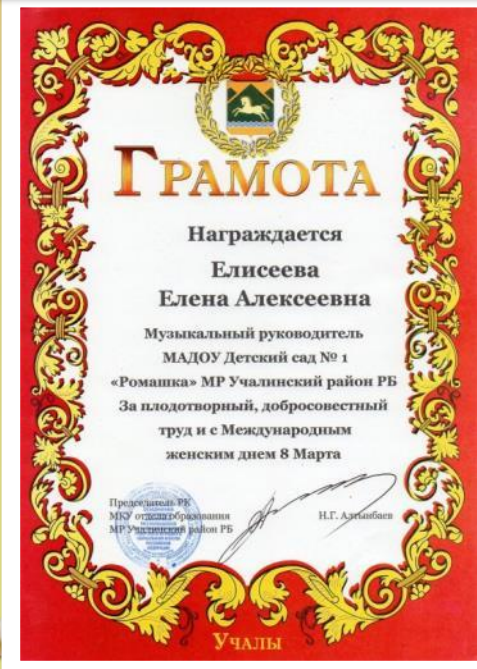 ГРАМОТА
Награждается
Елисеева
Елена Алексеевна
Музыкальный руководитель
МАДОУ Детский сад № 1
«Ромашка» МР Учалинский район РБ
За плодотворный, добросовестный
труд и с Международным
женским днем 8 Марта
Председатель РК
МКУ отдела образования
МР Учалинский район РБ
Н.Г. Алтынбаев
УЧАЛЫ